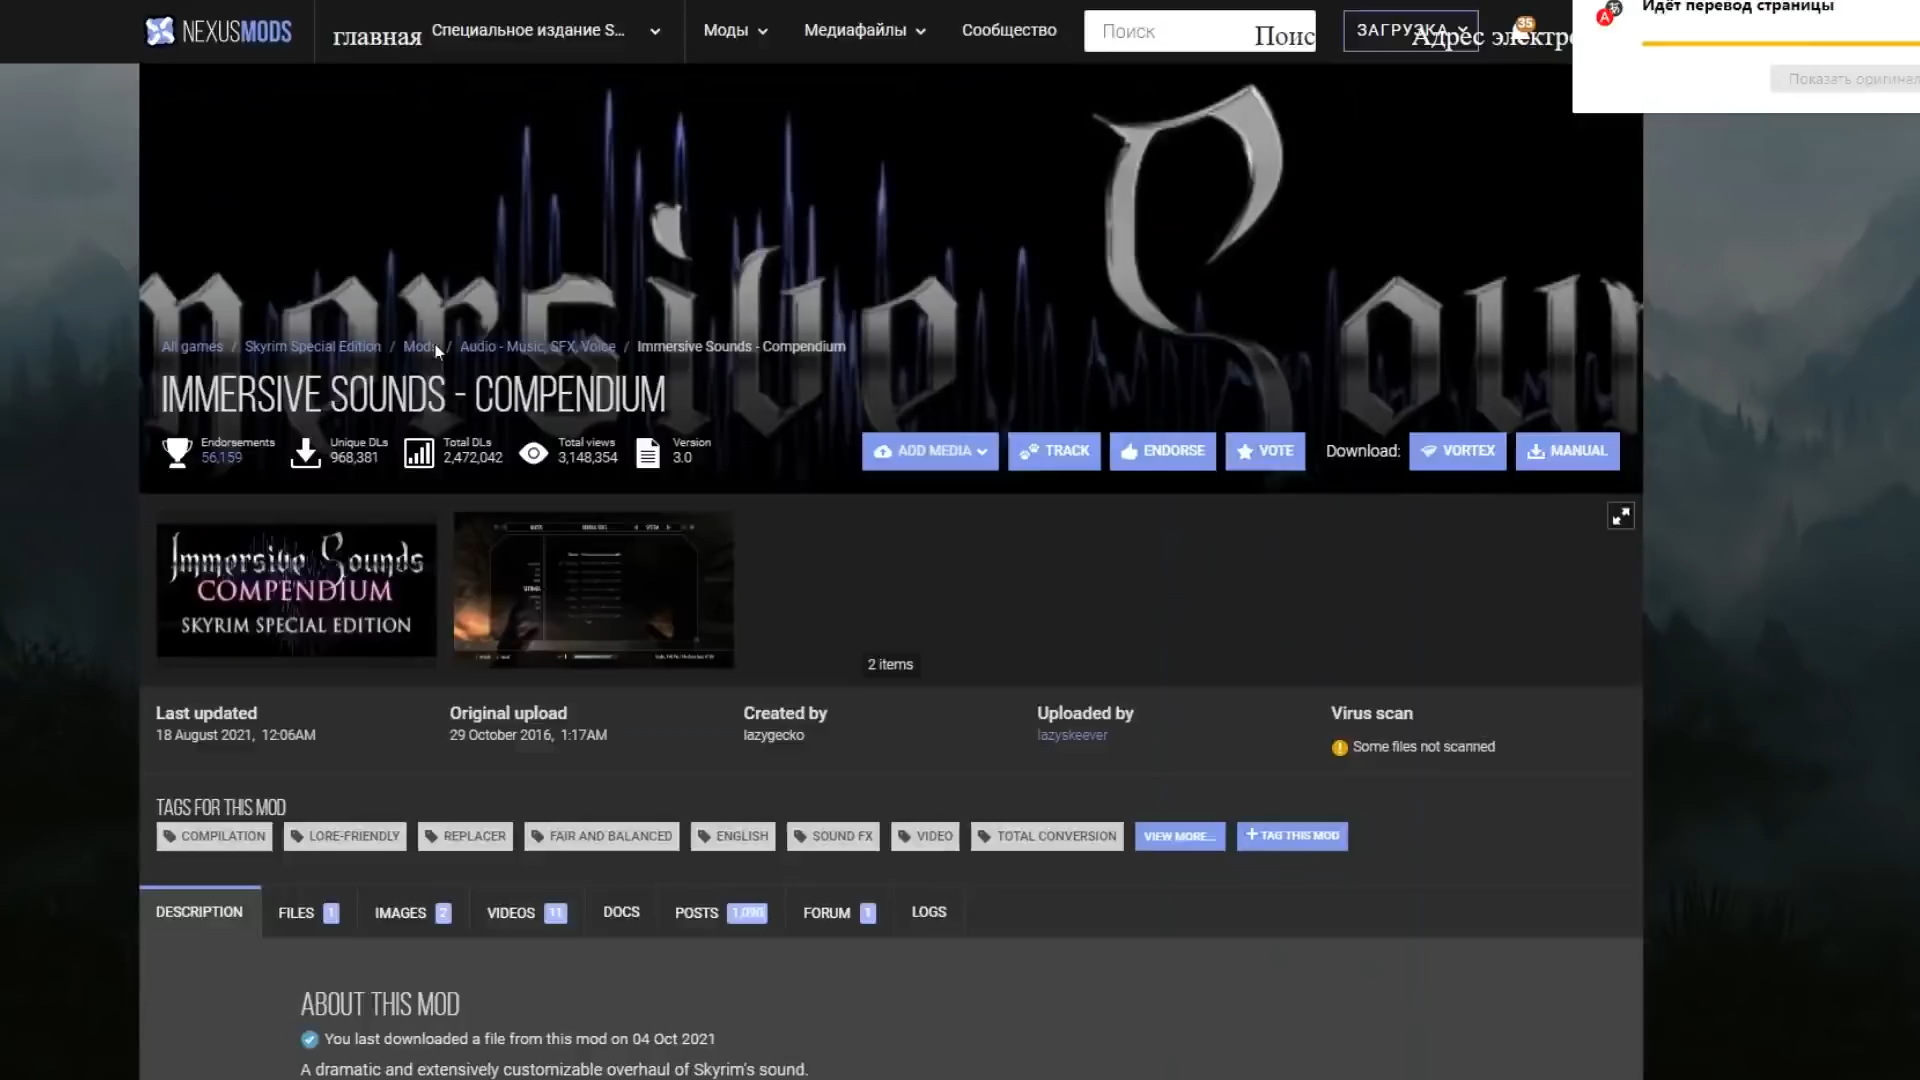 NEXUSMODS
главная
Специальное издание S...
Моды
Медиафайлы
Сообщество
Поиск
Поис
ЗАГРУЗКА
Адрес электро
35
Идёт перевод страницы
Показать оригинал
mersive Sou
All games / Skyrim Special Edition / Mods / Audio - Music, SFX, Voice / Immersive Sounds - Compendium
IMMERSIVE SOUNDS - COMPENDIUM
Endorsements
56,159
Unique DLs
968,381
Total DLs
2,472,042
Total views
3,148,354
Version
3.0
ADD MEDIA
TRACK
ENDORSE
VOTE
Download:
VORTEX
MANUAL
Immersive Sounds
COMPENDIUM
SKYRIM SPECIAL EDITION
2 items
Last updated
18 August 2021, 12:06AM
Original upload
29 October 2016, 1:17AM
Created by
lazygecko
Uploaded by
lazyskeever
Virus scan
Some files not scanned
TAGS FOR THIS MOD
COMPILATION
LORE-FRIENDLY
REPLACER
FAIR AND BALANCED
ENGLISH
SOUND FX
VIDEO
TOTAL CONVERSION
VIEW MORE...
+ TAG THIS MOD
DESCRIPTION
FILES 1
IMAGES 2
VIDEOS 11
DOCS
POSTS 1,090
FORUM 1
LOGS
ABOUT THIS MOD
You last downloaded a file from this mod on 04 Oct 2021
A dramatic and extensively customizable overhaul of Skyrim's sound.